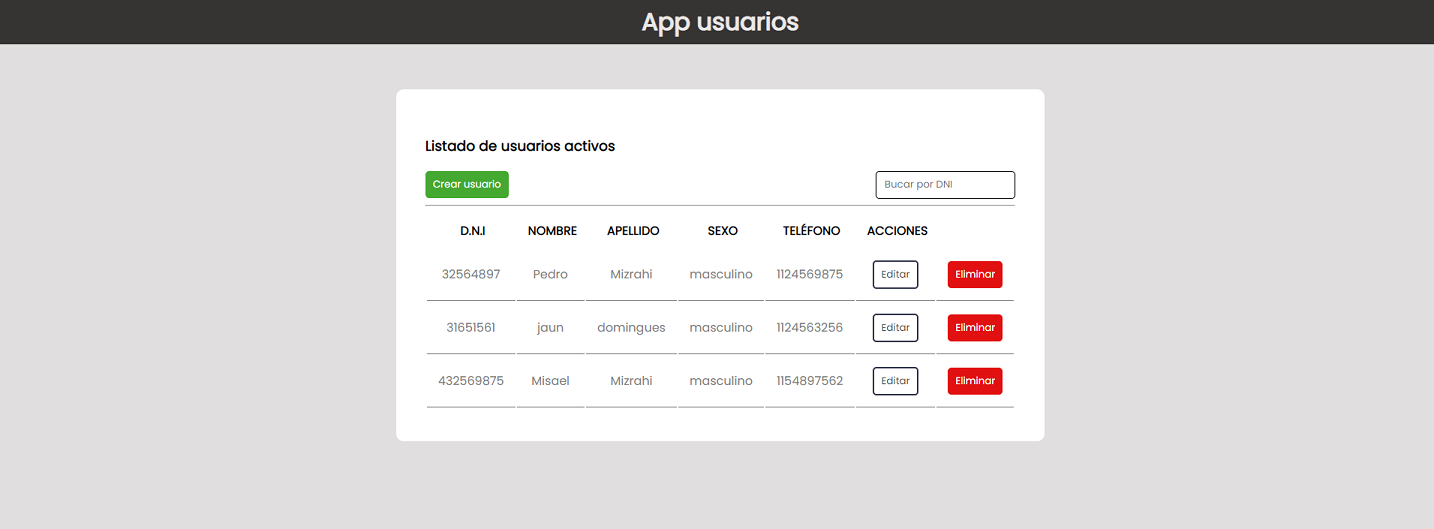 App usuarios
Listado de usuarios activos
Crear usuario Bucar por DNI
D.N.I NOMBRE APELLIDO SEXO TELÉFONO ACCIONES
32564897 Pedro Mizrahi masculino 1124569875 Editar Eliminar
31651561 jaun domingues masculino 1124563256 Editar Eliminar
432569875 Misael Mizrahi masculino 1154897562 Editar Eliminar